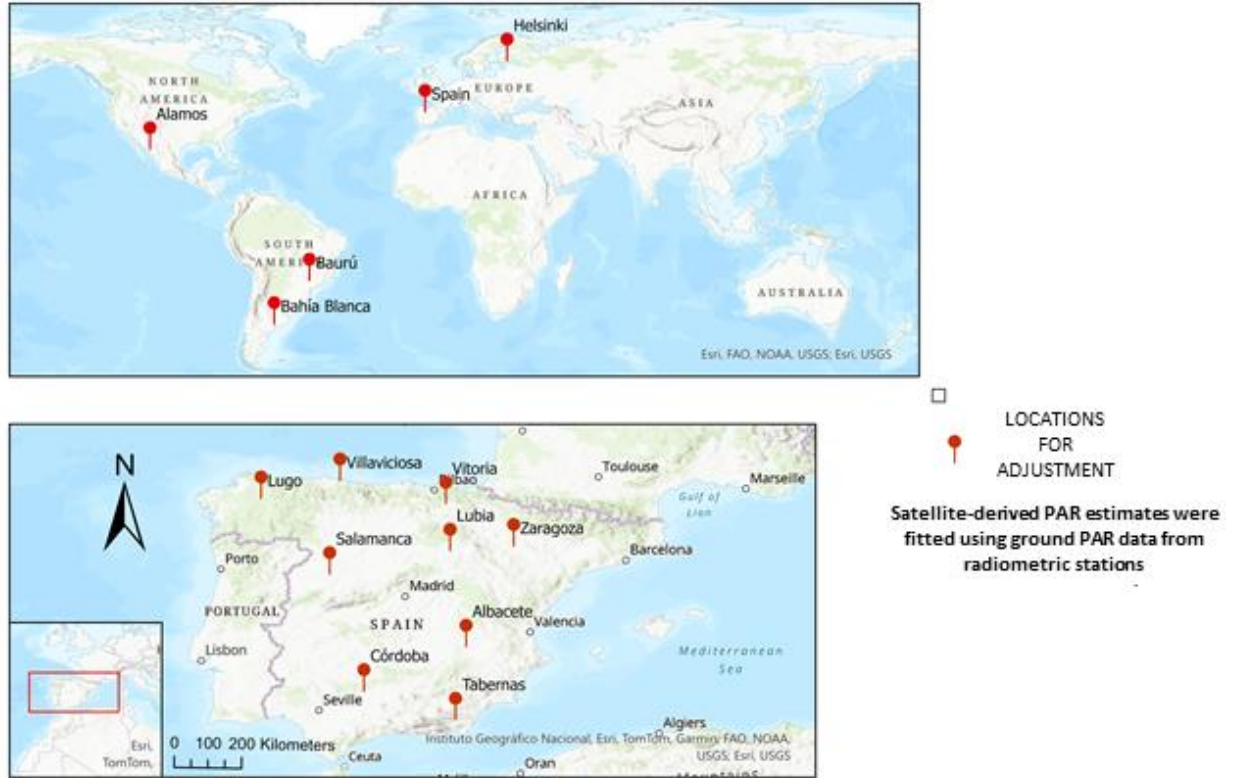 Helsinki
NORTH
AMERICA
Alamos
Spain
EUROPE
ASIA
AFRICA
SOUTH
AMERI
Baurú
Bahía Blanca
AUSTRALIA
Esri, FAO, NOAA, USGS; Esri, USGS
LOCATIONS
FOR
ADJUSTMENT
Satellite-derived PAR estimates were
fitted using ground PAR data from
radiometric stations
N
Lugo
Villaviciosa
Vitoria
Bilbao
Toulouse
Marseille
Gulf of
Lion
Lubia
Zaragoza
Salamanca
Barcelona
Porto
Madrid
PORTUGAL
SPAIN
Albacete
Valencia
Lisbon
Córdoba
Mediterranean
Sea
Seville
Tabernas
Algiers
0 100 200 Kilometers
Instituto Geográfico Nacional, Esri, TomTom, Garmin, FAO, NOAA,
USGS; Esri, USGS
Esri,
TomTom,
Ceuta
Oran